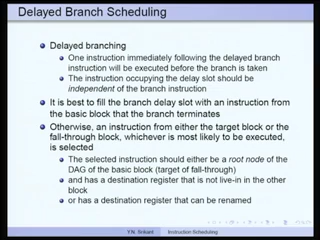 Delayed Branch Scheduling
Delayed branching
One instruction immediately following the delayed branch
instruction will be executed before the branch is taken
The instruction occupying the delay slot should be
independent of the branch instruction
It is best to fill the branch delay slot with an instruction from
the basic block that the branch terminates
Otherwise, an instruction from either the target block or the
fall-through block, whichever is most likely to be executed,
is selected
The selected instruction should either be a root node of the
DAG of the basic block (target of fall-through)
and has a destination register that is not live-in in the other
block
or has a destination register that can be renamed
Y.N. Srikant Instruction Scheduling